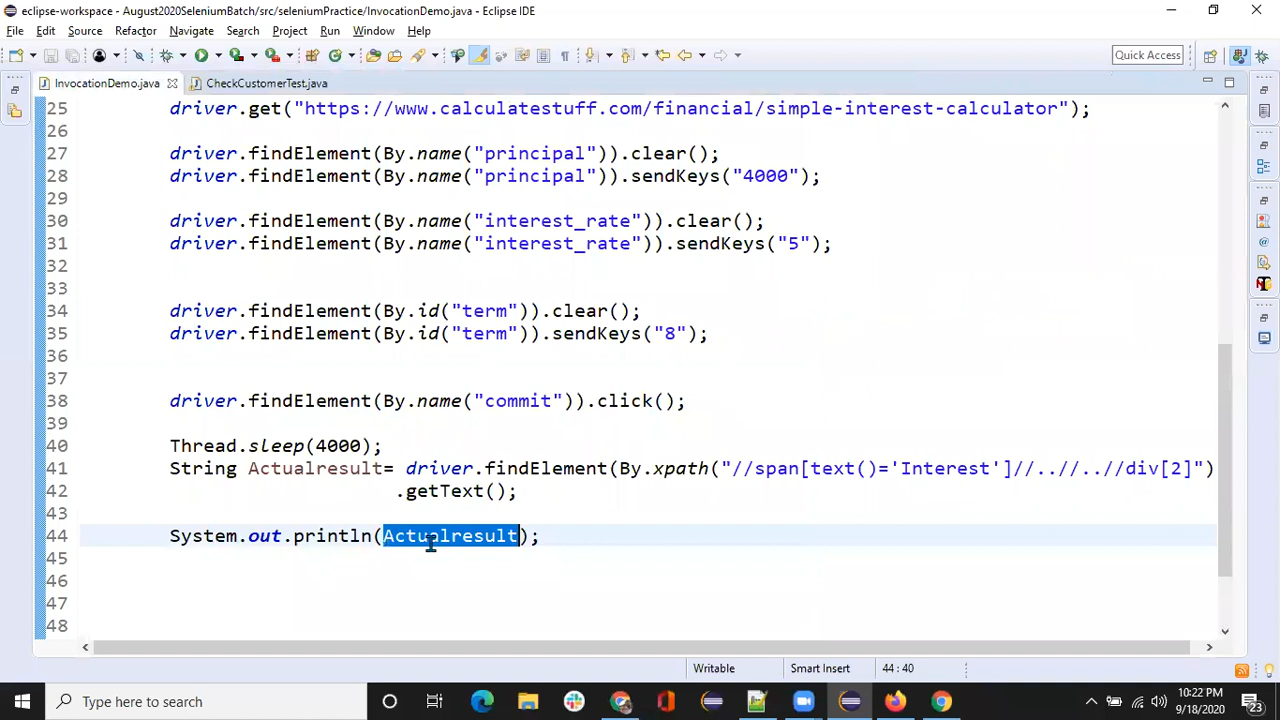 eclipse-workspace - August2020SeleniumBatch/src/seleniumPractice/InvocationDemo.java - Eclipse IDE
File Edit Source Refactor Navigate Search Project Run Window Help
Quick Access
InvocationDemo.java CheckCustomerTest.java
25 driver.get("https://www.calculatestuff.com/financial/simple-interest-calculator");
26
27 driver.findElement(By.name("principal")).clear();
28 driver.findElement(By.name("principal")).sendKeys("4000");
29
30 driver.findElement(By.name("interest_rate")).clear();
31 driver.findElement(By.name("interest_rate")).sendKeys("5");
32
33
34 driver.findElement(By.id("term")).clear();
35 driver.findElement(By.id("term")).sendKeys("8");
36
37
38 driver.findElement(By.name("commit")).click();
39
40 Thread.sleep(4000);
41 String Actualresult= driver.findElement(By.xpath("//span[text()='Interest']//..//..//div[2]")
42 .getText();
43
44 System.out.println(Actualresult);
45
46
47
48
Writable Smart Insert 44 : 40
Type here to search
10:22 PM
9/18/2020
23